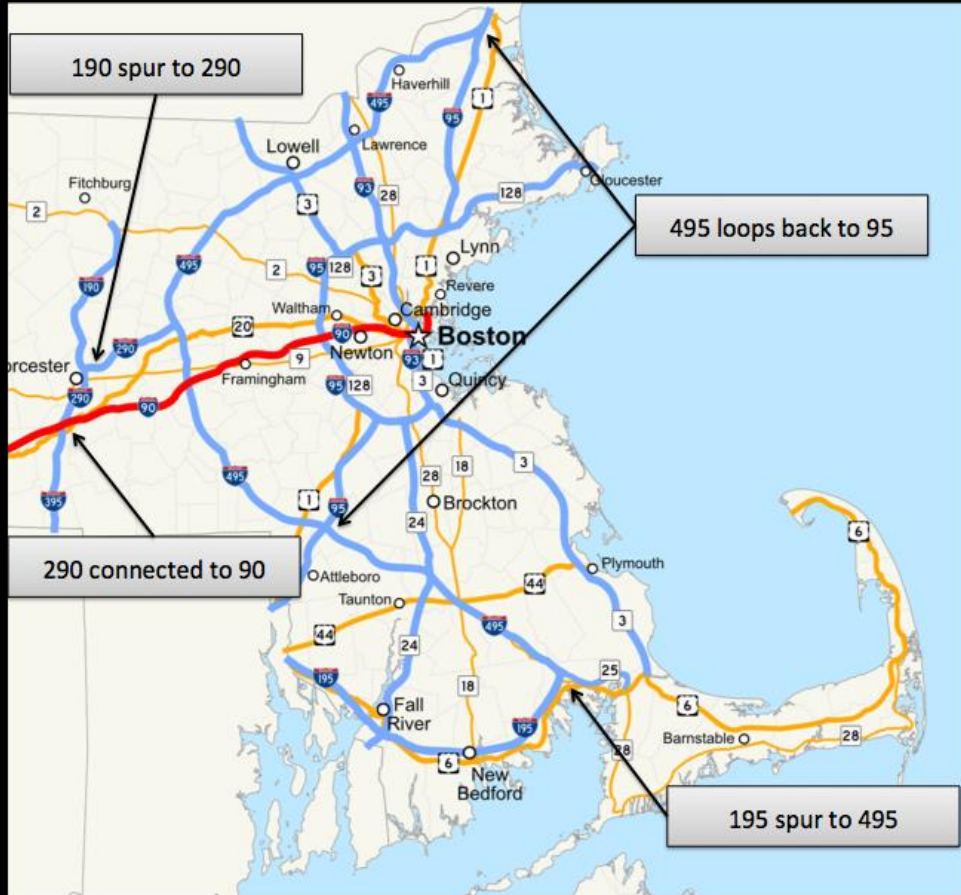 190 spur to 290
1
Haverhill
495
1
95
Lowell
Lawrence
93
28
Fitchburg
3
128
Gloucester
2
495 loops back to 95
495
2
95
128
3
1
Lynn
190
Revere
Waltham
Cambridge
20
290
90
Boston
Newton
93
1
9
orcester
Framingham
95
128
3
Quincy
290
90
3
495
28
18
1
95
Brockton
395
24
290 connected to 90
6
Attleboro
Plymouth
44
Taunton
44
495
3
24
25
195
18
6
Fall
River
195
Barnstable
28
28
6
New
Bedford
195 spur to 495